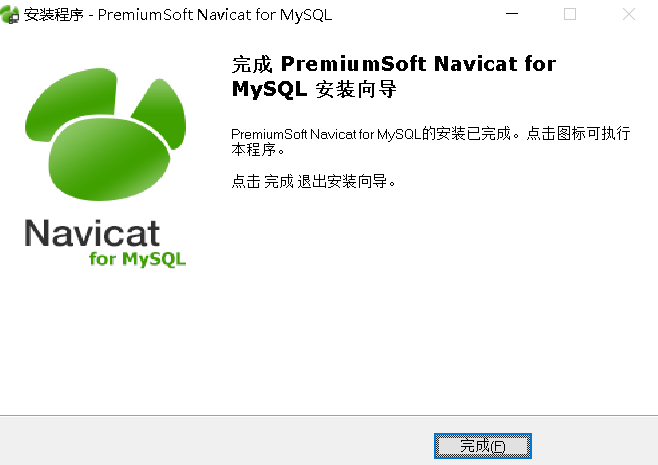 安装程序 - PremiumSoft Navicat for MySQL
完成 PremiumSoft Navicat for
MySQL 安装向导
PremiumSoft Navicat for MySQL的安装已完成。点击图标可执行
本程序。
点击 完成 退出安装向导。
Navicat
for MySQL
完成(F)